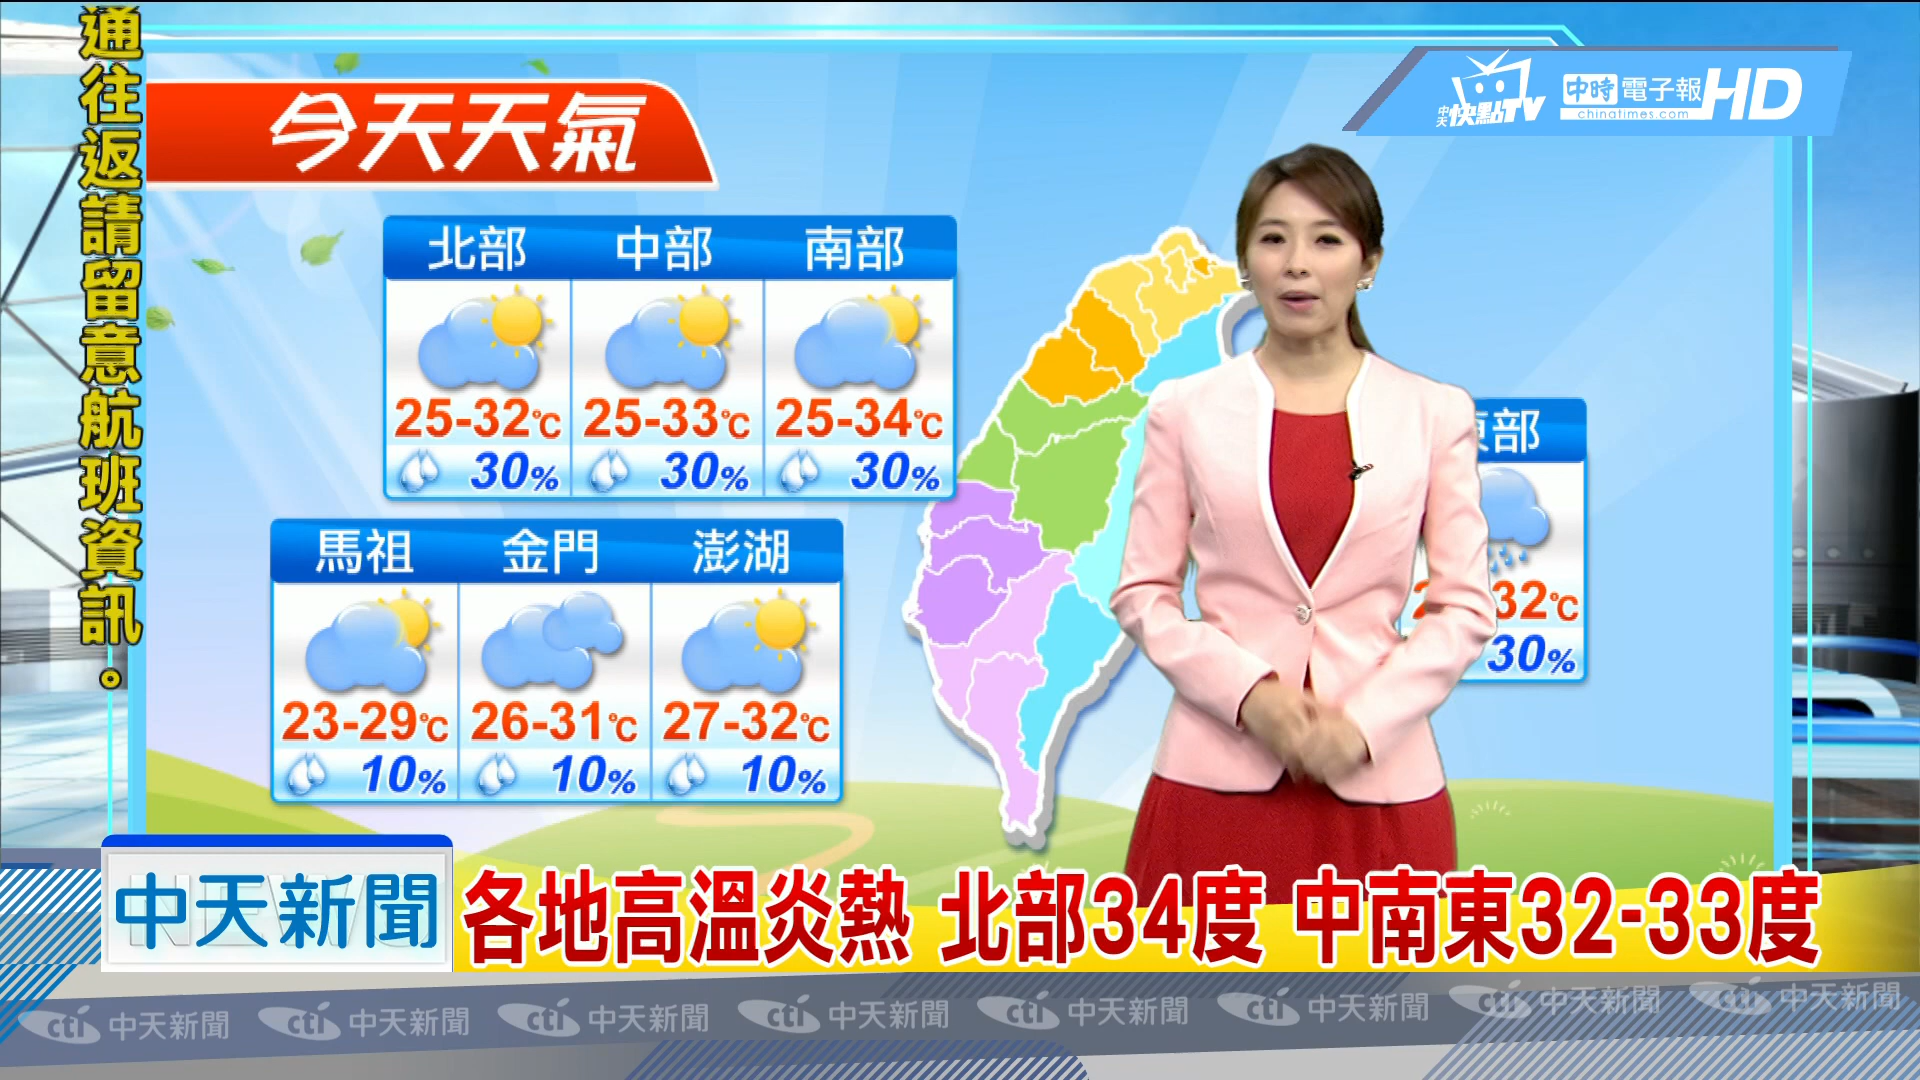 通往返請留意航班資訊。
今天天氣
中天快點TV 中時電子報 HD
chinatimes.com
北部 中部 南部
25-32℃ 25-33℃ 25-34℃
30% 30% 30%
東部
32℃
30%
馬祖 金門 澎湖
23-29℃ 26-31℃ 27-32℃
10% 10% 10%
中天新聞
各地高溫炎熱 北部34度 中南東32-33度
cti 中天新聞 cti 中天新聞 cti 中天新聞 cti 中天新聞 cti 中天新聞 cti 中天新聞 cti 中天新聞 cti 中天新聞